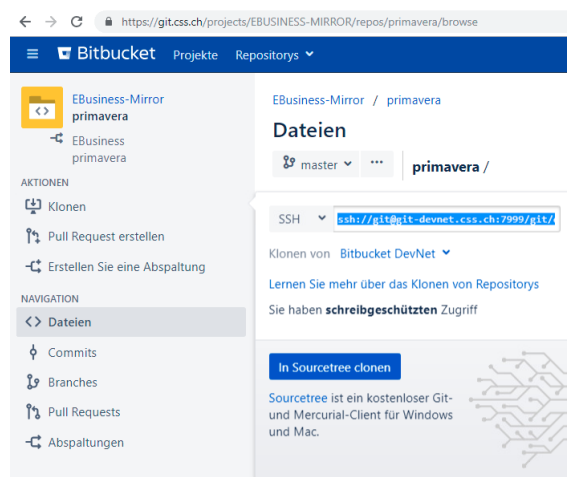 https://git.css.ch/projects/EBUSINESS-MIRROR/repos/primavera/browse
Bitbucket Projekte Repositorys
EBusiness-Mirror
primavera
EBusiness
primavera
AKTIONEN
Klonen
Pull Request erstellen
Erstellen Sie eine Abspaltung
NAVIGATION
Dateien
Commits
Branches
Pull Requests
Abspaltungen
EBusiness-Mirror / primavera
Dateien
master ··· primavera /
SSH ssh://git@git-devnet.css.ch:7999/git/
Klonen von Bitbucket DevNet
Lernen Sie mehr über das Klonen von Repositorys
Sie haben schreibgeschützten Zugriff
In Sourcetree clonen
Sourcetree ist ein kostenloser Git-
und Mercurial-Client für Windows
und Mac.